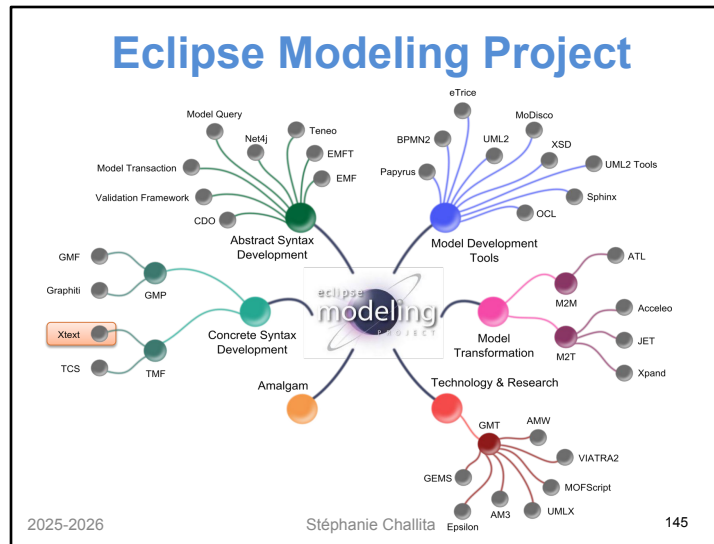 Eclipse Modeling Project
eTrice
Model Query
Teneo
MoDisco
Net4j
BPMN2
UML2
XSD
Model Transaction
EMFT
UML2 Tools
EMF
Papyrus
Validation Framework
Sphinx
CDO
OCL
Abstract Syntax
Development
Model Development
Tools
GMF
ATL
GMP
M2M
Graphiti
eclipse
modeling
PROJECT
Acceleo
Xtext
Concrete Syntax
Development
Model
Transformation
M2T
JET
TCS
TMF
Xpand
Amalgam
Technology & Research
GMT
AMW
VIATRA2
GEMS
MOFScript
AM3
UMLX
Epsilon
2025-2026
Stéphanie Challita
145